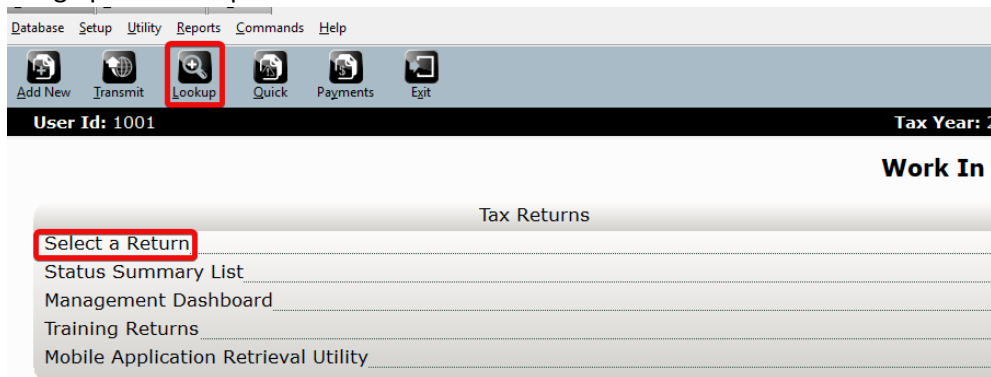 Database Setup Utility Reports Commands Help
Add New Transmit Lookup Quick Payments Exit
User Id: 1001 Tax Year:
Work In
Tax Returns
Select a Return
Status Summary List
Management Dashboard
Training Returns
Mobile Application Retrieval Utility